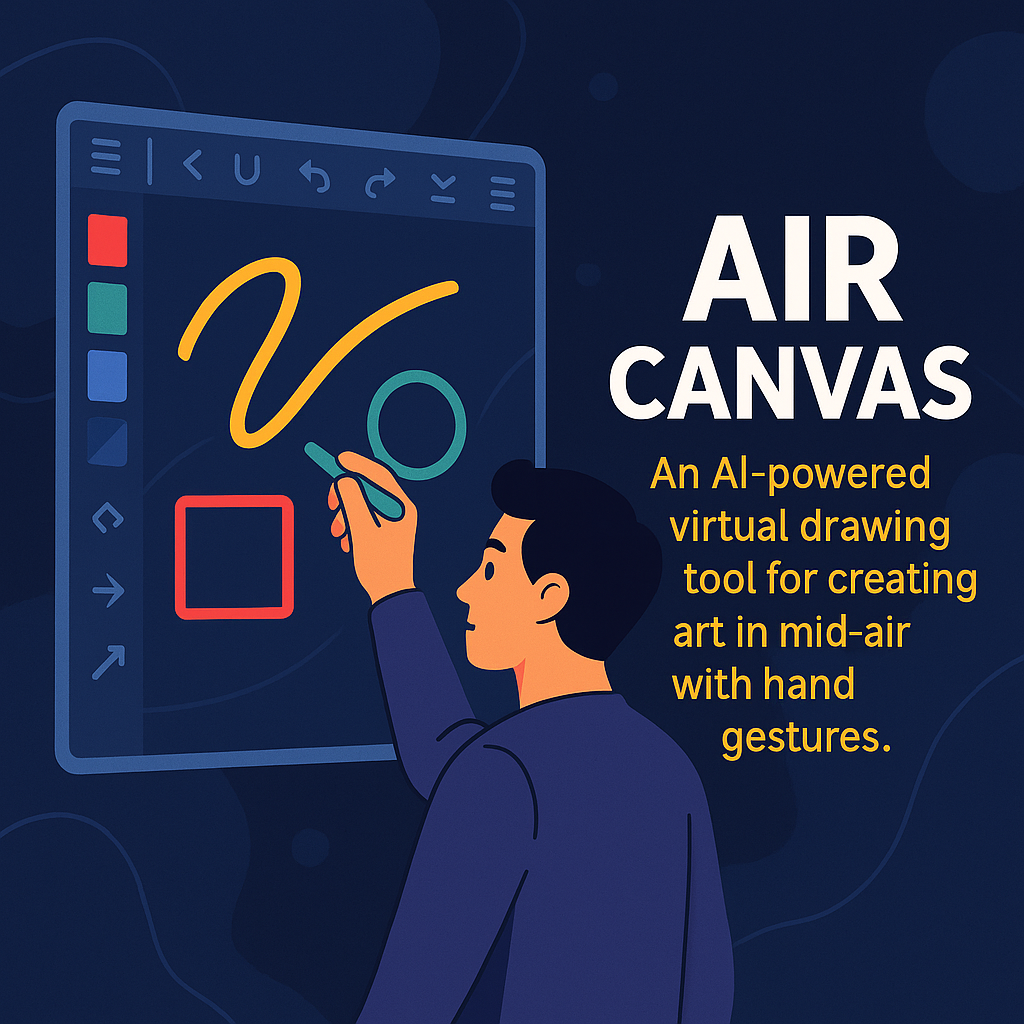 AIR
CANVAS
An AI-powered
virtual drawing
tool for creating
art in mid-air
with hand
gestures.